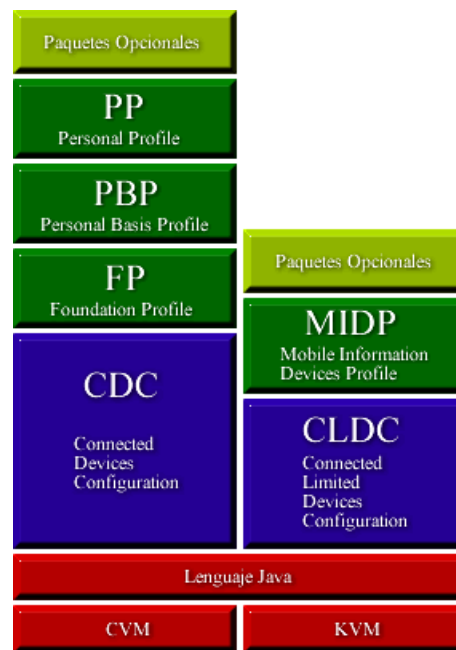 Paquetes Opcionales
PP
Personal Profile
PBP
Personal Basis Profile
FP
Foundation Profile
CDC
Connected
Devices
Configuration
Paquetes Opcionales
MIDP
Mobile Information
Devices Profile
CLDC
Connected
Limited
Devices
Configuration
Lenguaje Java
CVM
KVM